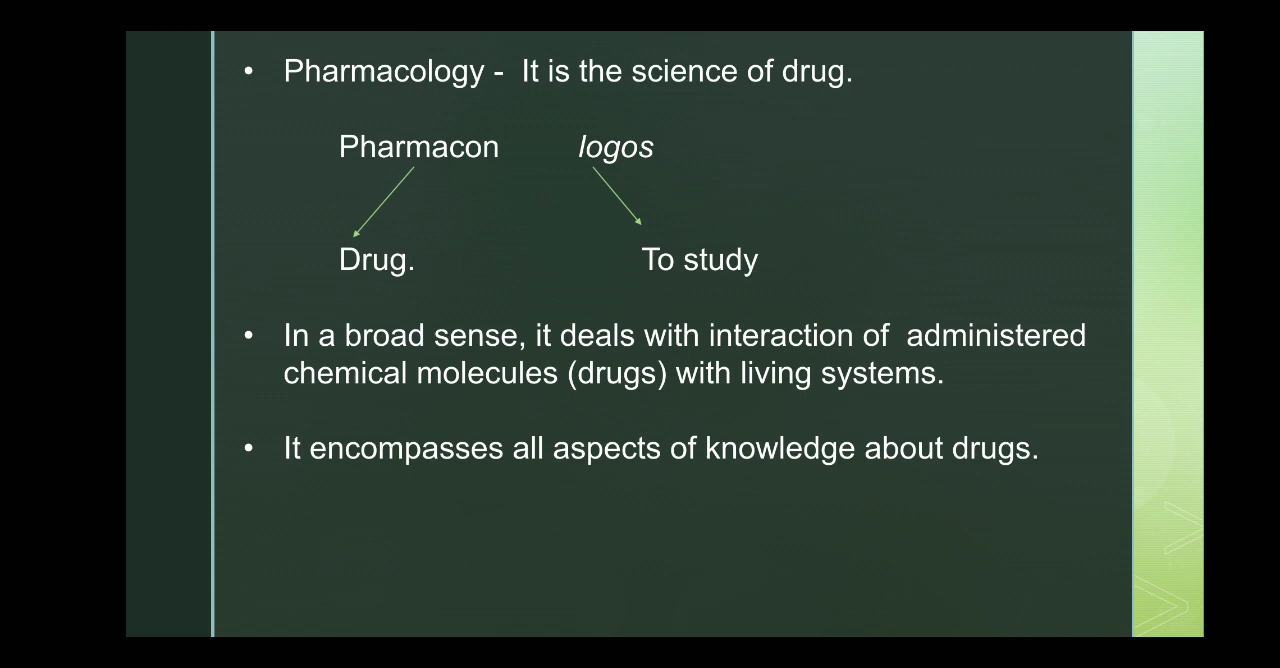 • Pharmacology - It is the science of drug.
Pharmacon logos
Drug. To study
• In a broad sense, it deals with interaction of administered
chemical molecules (drugs) with living systems.
• It encompasses all aspects of knowledge about drugs.